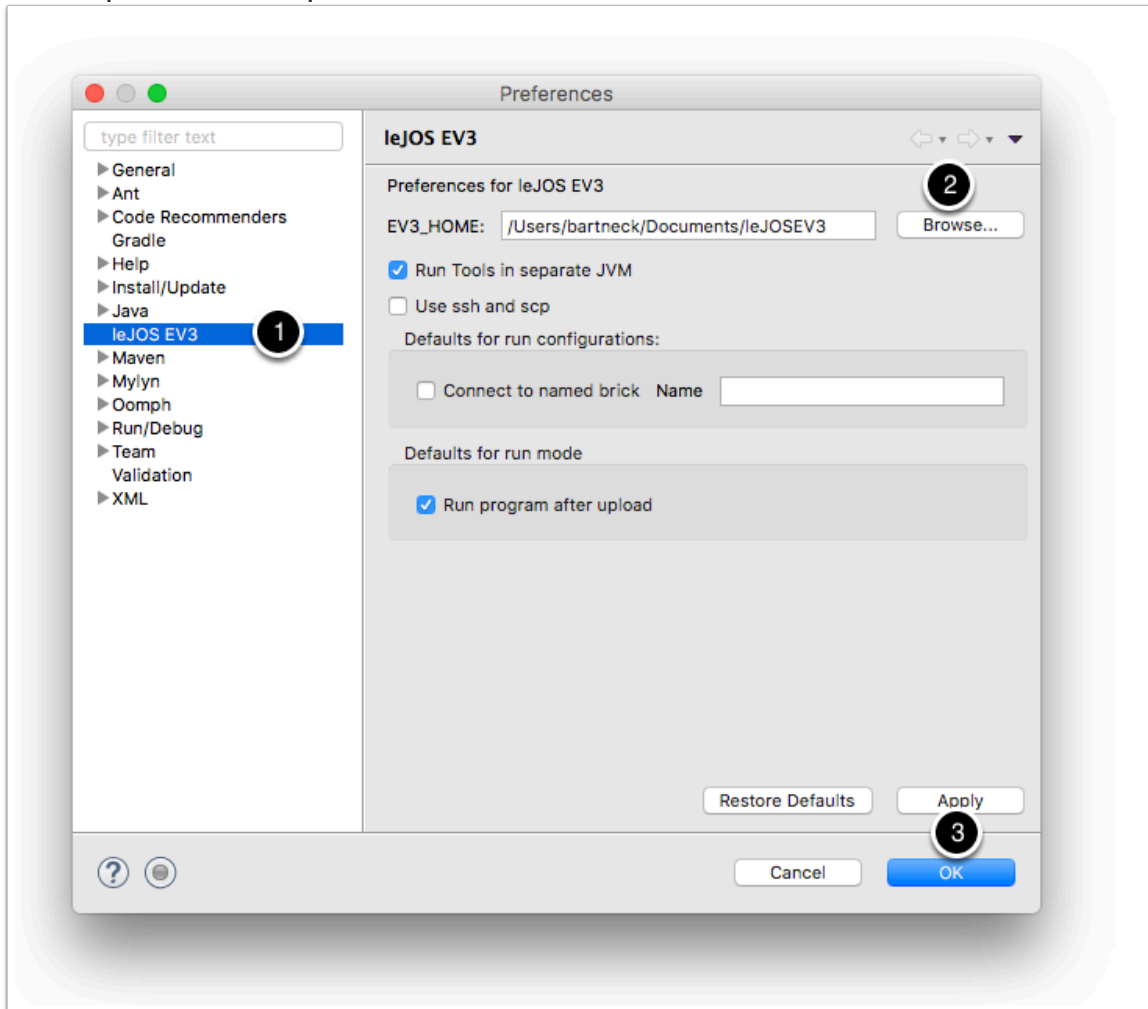 Preferences
type filter text
General
Ant
Code Recommenders
Gradle
Help
Install/Update
Java
leJOS EV3
Maven
Mylyn
Oomph
Run/Debug
Team
Validation
XML
1
leJOS EV3
Preferences for leJOS EV3
2
EV3_HOME: /Users/bartneck/Documents/leJOSEV3 Browse...
Run Tools in separate JVM
Use ssh and scp
Defaults for run configurations:
Connect to named brick Name
Defaults for run mode
Run program after upload
Restore Defaults Apply
3
? Cancel OK